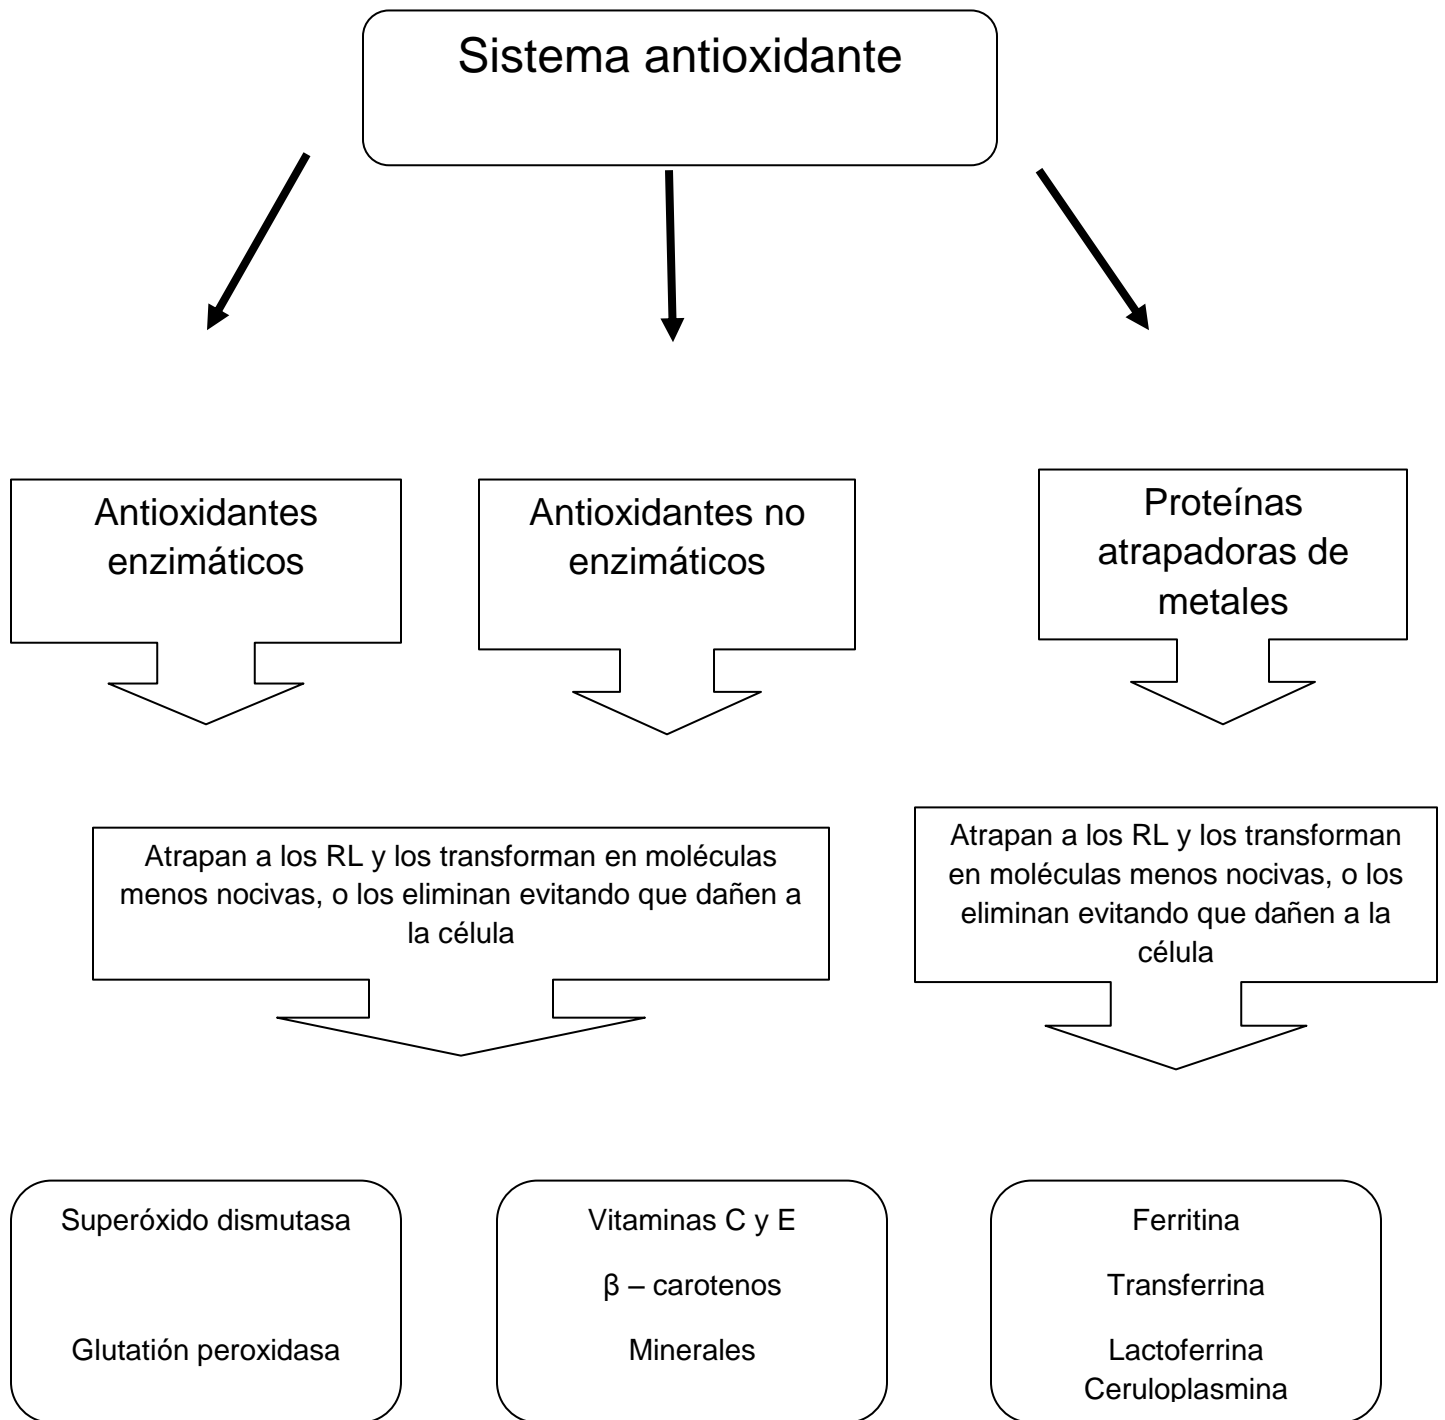 Sistema antioxidante
Antioxidantes
enzimáticos
Antioxidantes no
enzimáticos
Proteínas
atrapadoras de
metales
Atrapan a los RL y los transforman en moléculas
menos nocivas, o los eliminan evitando que dañen a
la célula
Atrapan a los RL y los transforman
en moléculas menos nocivas, o los
eliminan evitando que dañen a la
célula
Superóxido dismutasa
Glutatión peroxidasa
Vitaminas C y E
β – carotenos
Minerales
Ferritina
Transferrina
Lactoferrina
Ceruloplasmina